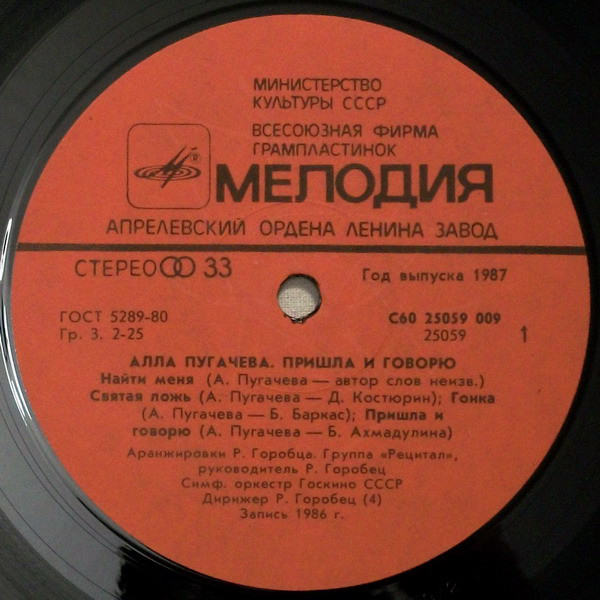 МИНИСТЕРСТВО
КУЛЬТУРЫ СССР
ВСЕСОЮЗНАЯ ФИРМА
ГРАМПЛАСТИНОК
®
МЕЛОДИЯ
АПРЕЛЕВСКИЙ ОРДЕНА ЛЕНИНА ЗАВОД
СТЕРЕО 33
Год выпуска 1987
ГОСТ 5289-80
С60 25059 009
Гр. 3. 2-25
25059 1
АЛЛА ПУГАЧЕВА. ПРИШЛА И ГОВОРЮ
Найти меня (А. Пугачева — автор слов неизв.)
Святая ложь (А. Пугачева — Д. Костюрин); Гонка
(А. Пугачева — Б. Баркас); Пришла и
говорю (А. Пугачева — Б. Ахмадулина)
Аранжировки Р. Горобца. Группа «Рецитал»,
руководитель Р. Горобец
Симф. оркестр Госкино СССР
Дирижер Р. Горобец (4)
Запись 1986 г.